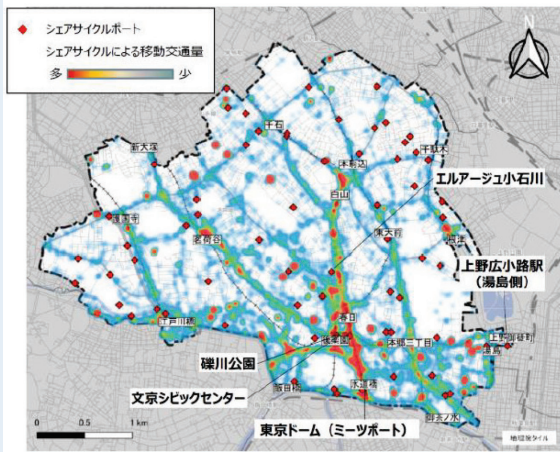 シェアサイクルポート
シェアサイクルによる移動交通量
多 少
N
千石
新大塚
本駒込
千駄木
エルアージュ小石川
白山
護国寺
茗荷谷
東大前
根津
上野広小路駅
(湯島側)
江戸川橋
春日
後楽園
本郷三丁目
上野御徒町
湯島
礫川公園
飯田橋
水道橋
文京シビックセンター
御茶ノ水
東京ドーム(ミーツポート)
0 0.5 1 km
地理院タイル